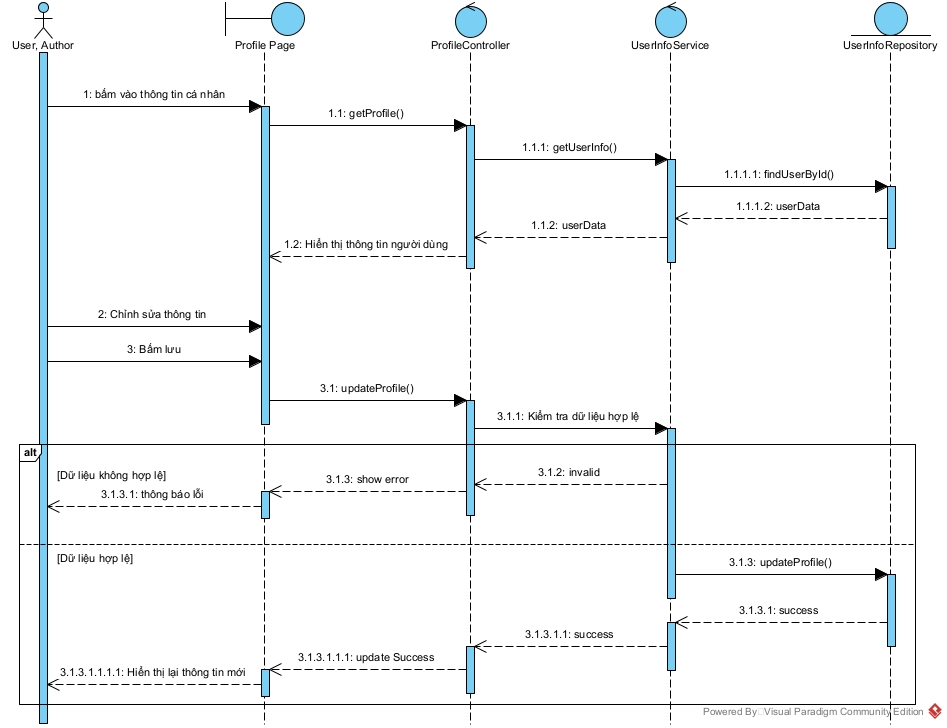 User, Author
Profile Page
ProfileController
UserInfoService
UserInfoRepository
1: bấm vào thông tin cá nhân
1.1: getProfile()
1.1.1: getUserInfo()
1.1.1.1: findUserById()
1.1.1.2: userData
1.1.2: userData
1.2: Hiển thị thông tin người dùng
2: Chỉnh sửa thông tin
3: Bấm lưu
3.1: updateProfile()
3.1.1: Kiểm tra dữ liệu hợp lệ
alt
[Dữ liệu không hợp lệ]
3.1.2: invalid
3.1.3: show error
3.1.3.1: thông báo lỗi
[Dữ liệu hợp lệ]
3.1.3: updateProfile()
3.1.3.1: success
3.1.3.1.1: success
3.1.3.1.1.1: update Success
3.1.3.1.1.1.1: Hiển thị lại thông tin mới
Powered By Visual Paradigm Community Edition